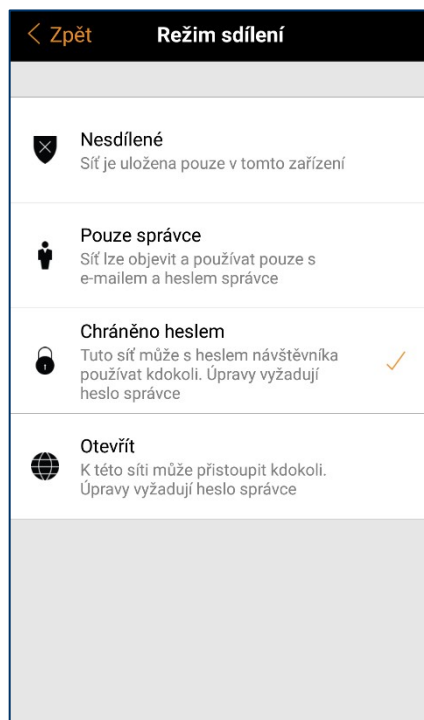 Zpět Režim sdílení
Nesdílené
Síť je uložena pouze v tomto zařízení
Pouze správce
Síť lze objevit a používat pouze s
e-mailem a heslem správce
Chráněno heslem
Tuto síť může s heslem návštěvníka
používat kdokoli. Úpravy vyžadují
heslo správce
Otevřít
K této síti může přistoupit kdokoli.
Úpravy vyžadují heslo správce